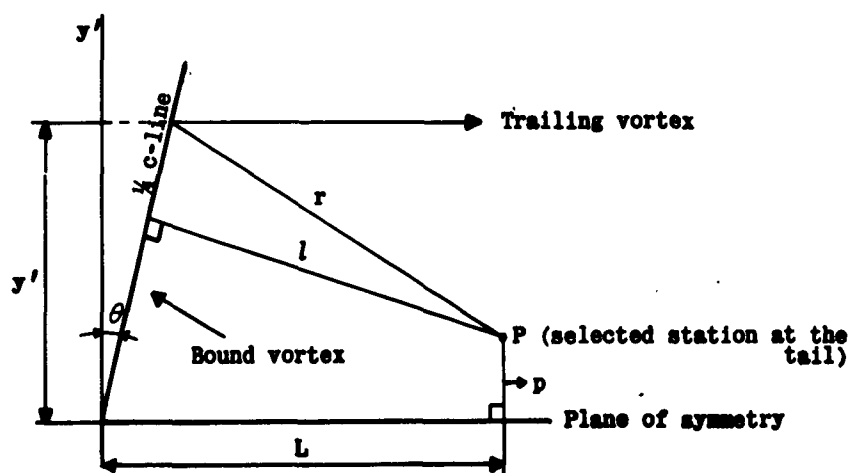 y'
¼ c-line
Trailing vortex
r
l
y'
θ
Bound vortex
P (selected station at the
tail)
p
Plane of symmetry
L